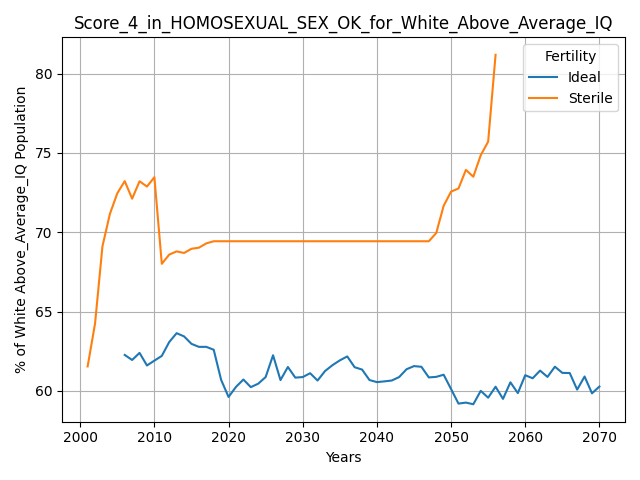 Score_4_in_HOMOSEXUAL_SEX_OK_for_White_Above_Average_IQ
Fertility
Ideal
Sterile
% of White Above_Average_IQ Population
80
75
70
65
60
2000 2010 2020 2030 2040 2050 2060 2070
Years